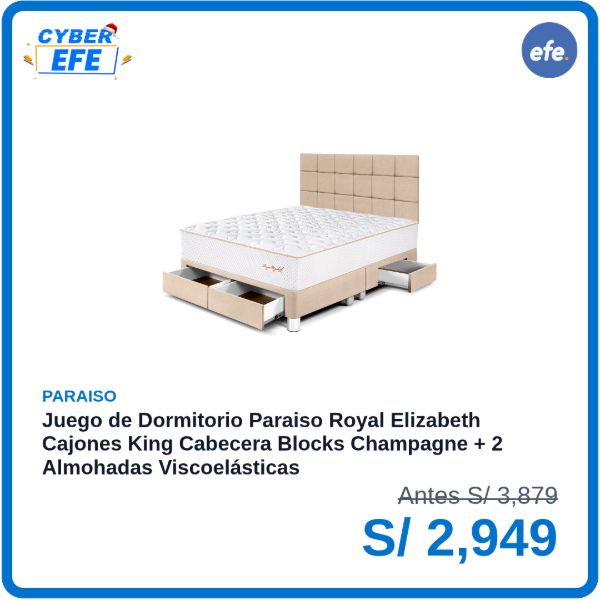 CYBER
EFE
efe.
PARAISO
Juego de Dormitorio Paraiso Royal Elizabeth
Cajones King Cabecera Blocks Champagne + 2
Almohadas Viscoelásticas
Antes S/ 3,879
S/ 2,949